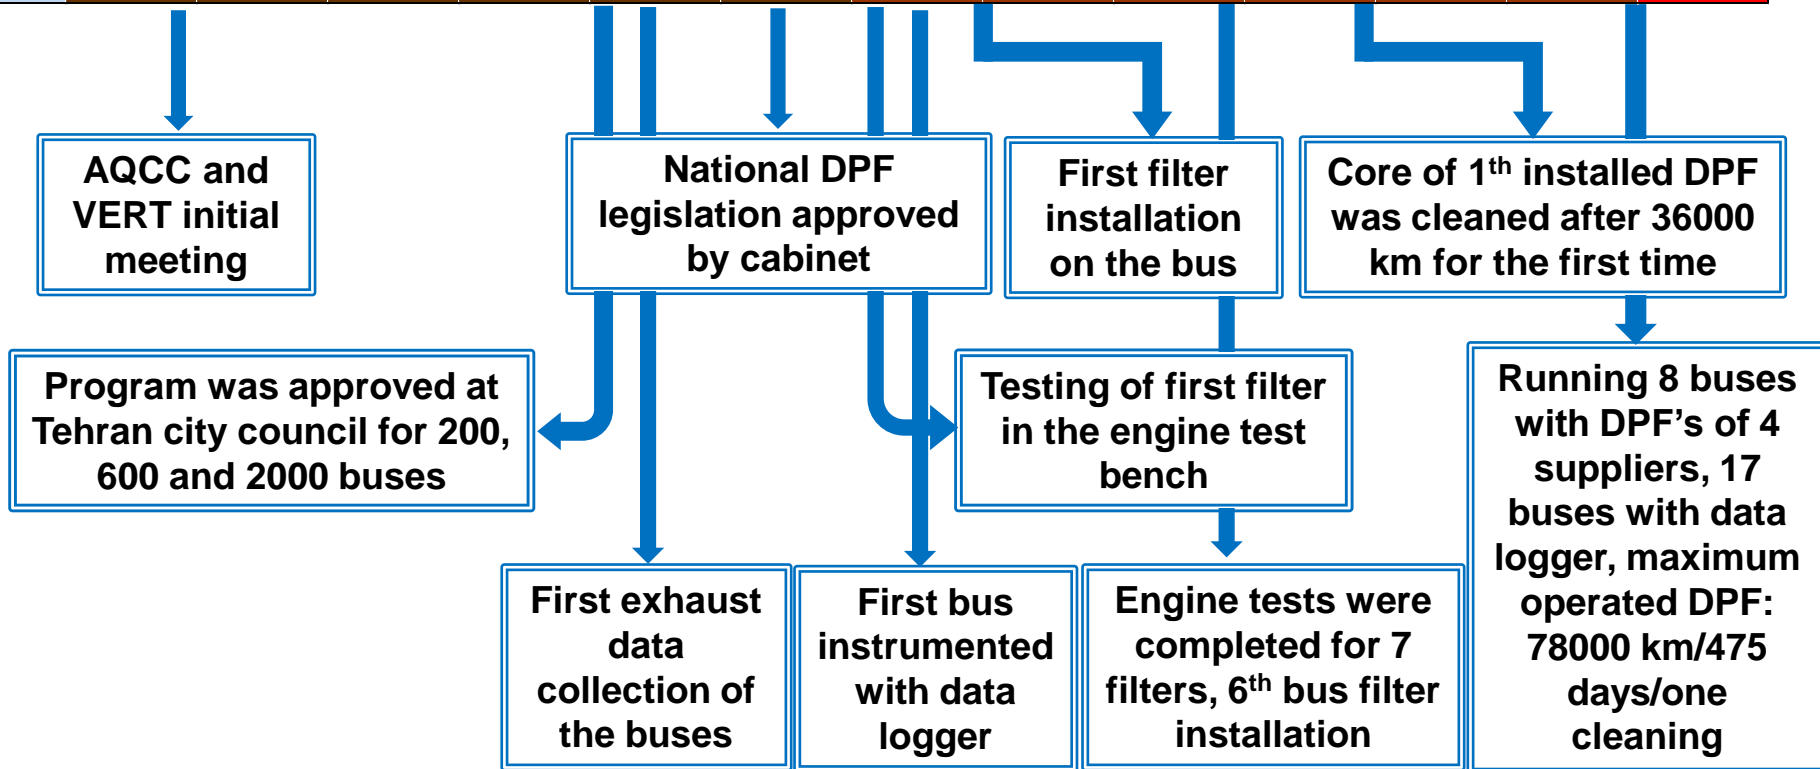 AQCC and
VERT initial
meeting
National DPF
legislation approved
by cabinet
First filter
installation
on the bus
Core of 1th installed DPF
was cleaned after 36000
km for the first time
Program was approved at
Tehran city council for 200,
600 and 2000 buses
Testing of first filter
in the engine test
bench
Running 8 buses
with DPF’s of 4
suppliers, 17
buses with data
logger, maximum
operated DPF:
78000 km/475
days/one
cleaning
First exhaust
data
collection of
the buses
First bus
instrumented
with data
logger
Engine tests were
completed for 7
filters, 6th bus filter
installation